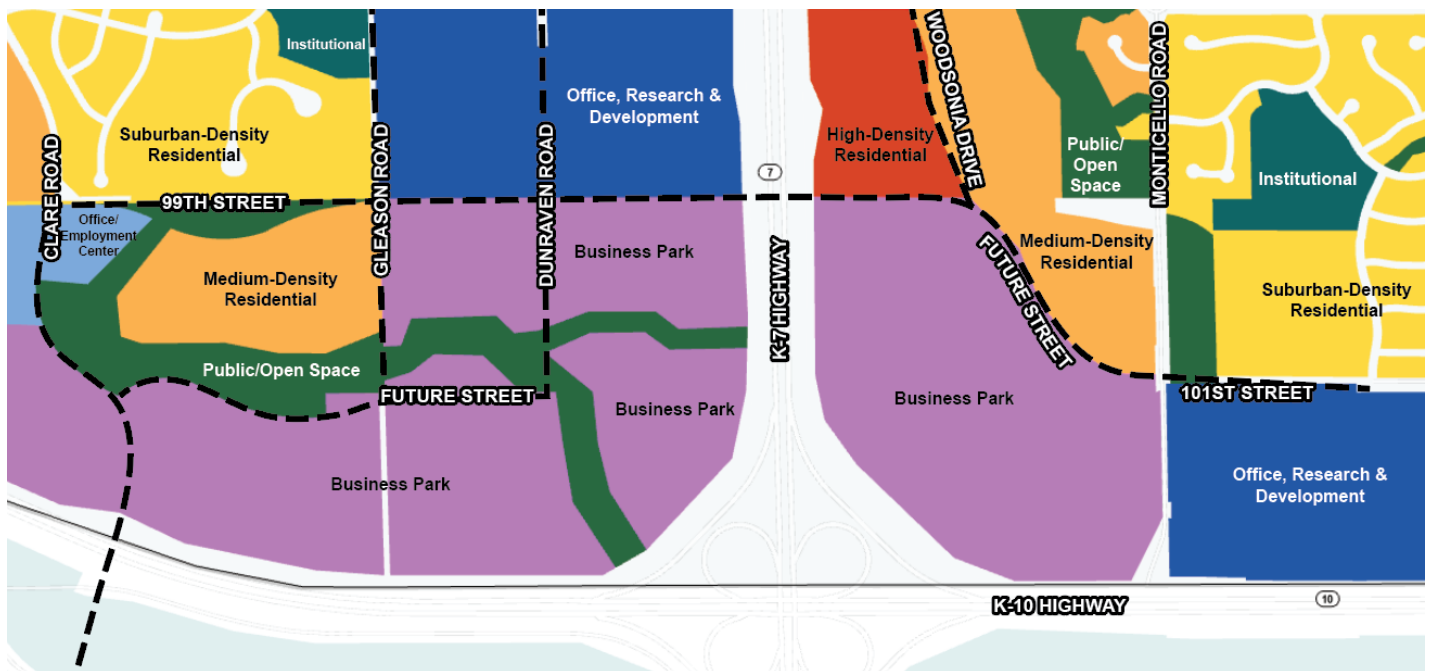 Institutional
Office, Research &
Development
Suburban-Density
Residential
CLARE ROAD
99TH STREET
GLEASON ROAD
DUNRAVEN ROAD
7
High-Density
Residential
WOODSONIA DRIVE
Public/
Open
Space
MONTICELLO ROAD
Institutional
Office/
Employment
Center
Medium-Density
Residential
Business Park
K-7 HIGHWAY
FUTURE STREET
Medium-Density
Residential
Suburban-Density
Residential
Public/Open Space
FUTURE STREET
Business Park
Business Park
101ST STREET
Business Park
Office, Research &
Development
K-10 HIGHWAY
10